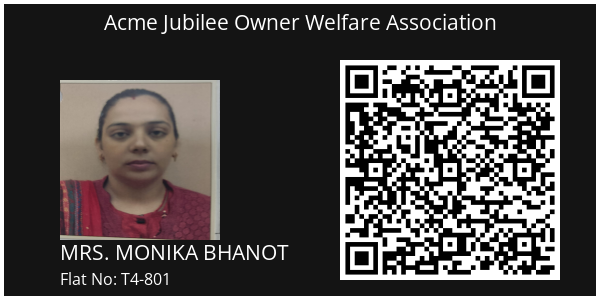 Acme Jubilee Owner Welfare Association
MRS. MONIKA BHANOT
Flat No: T4-801